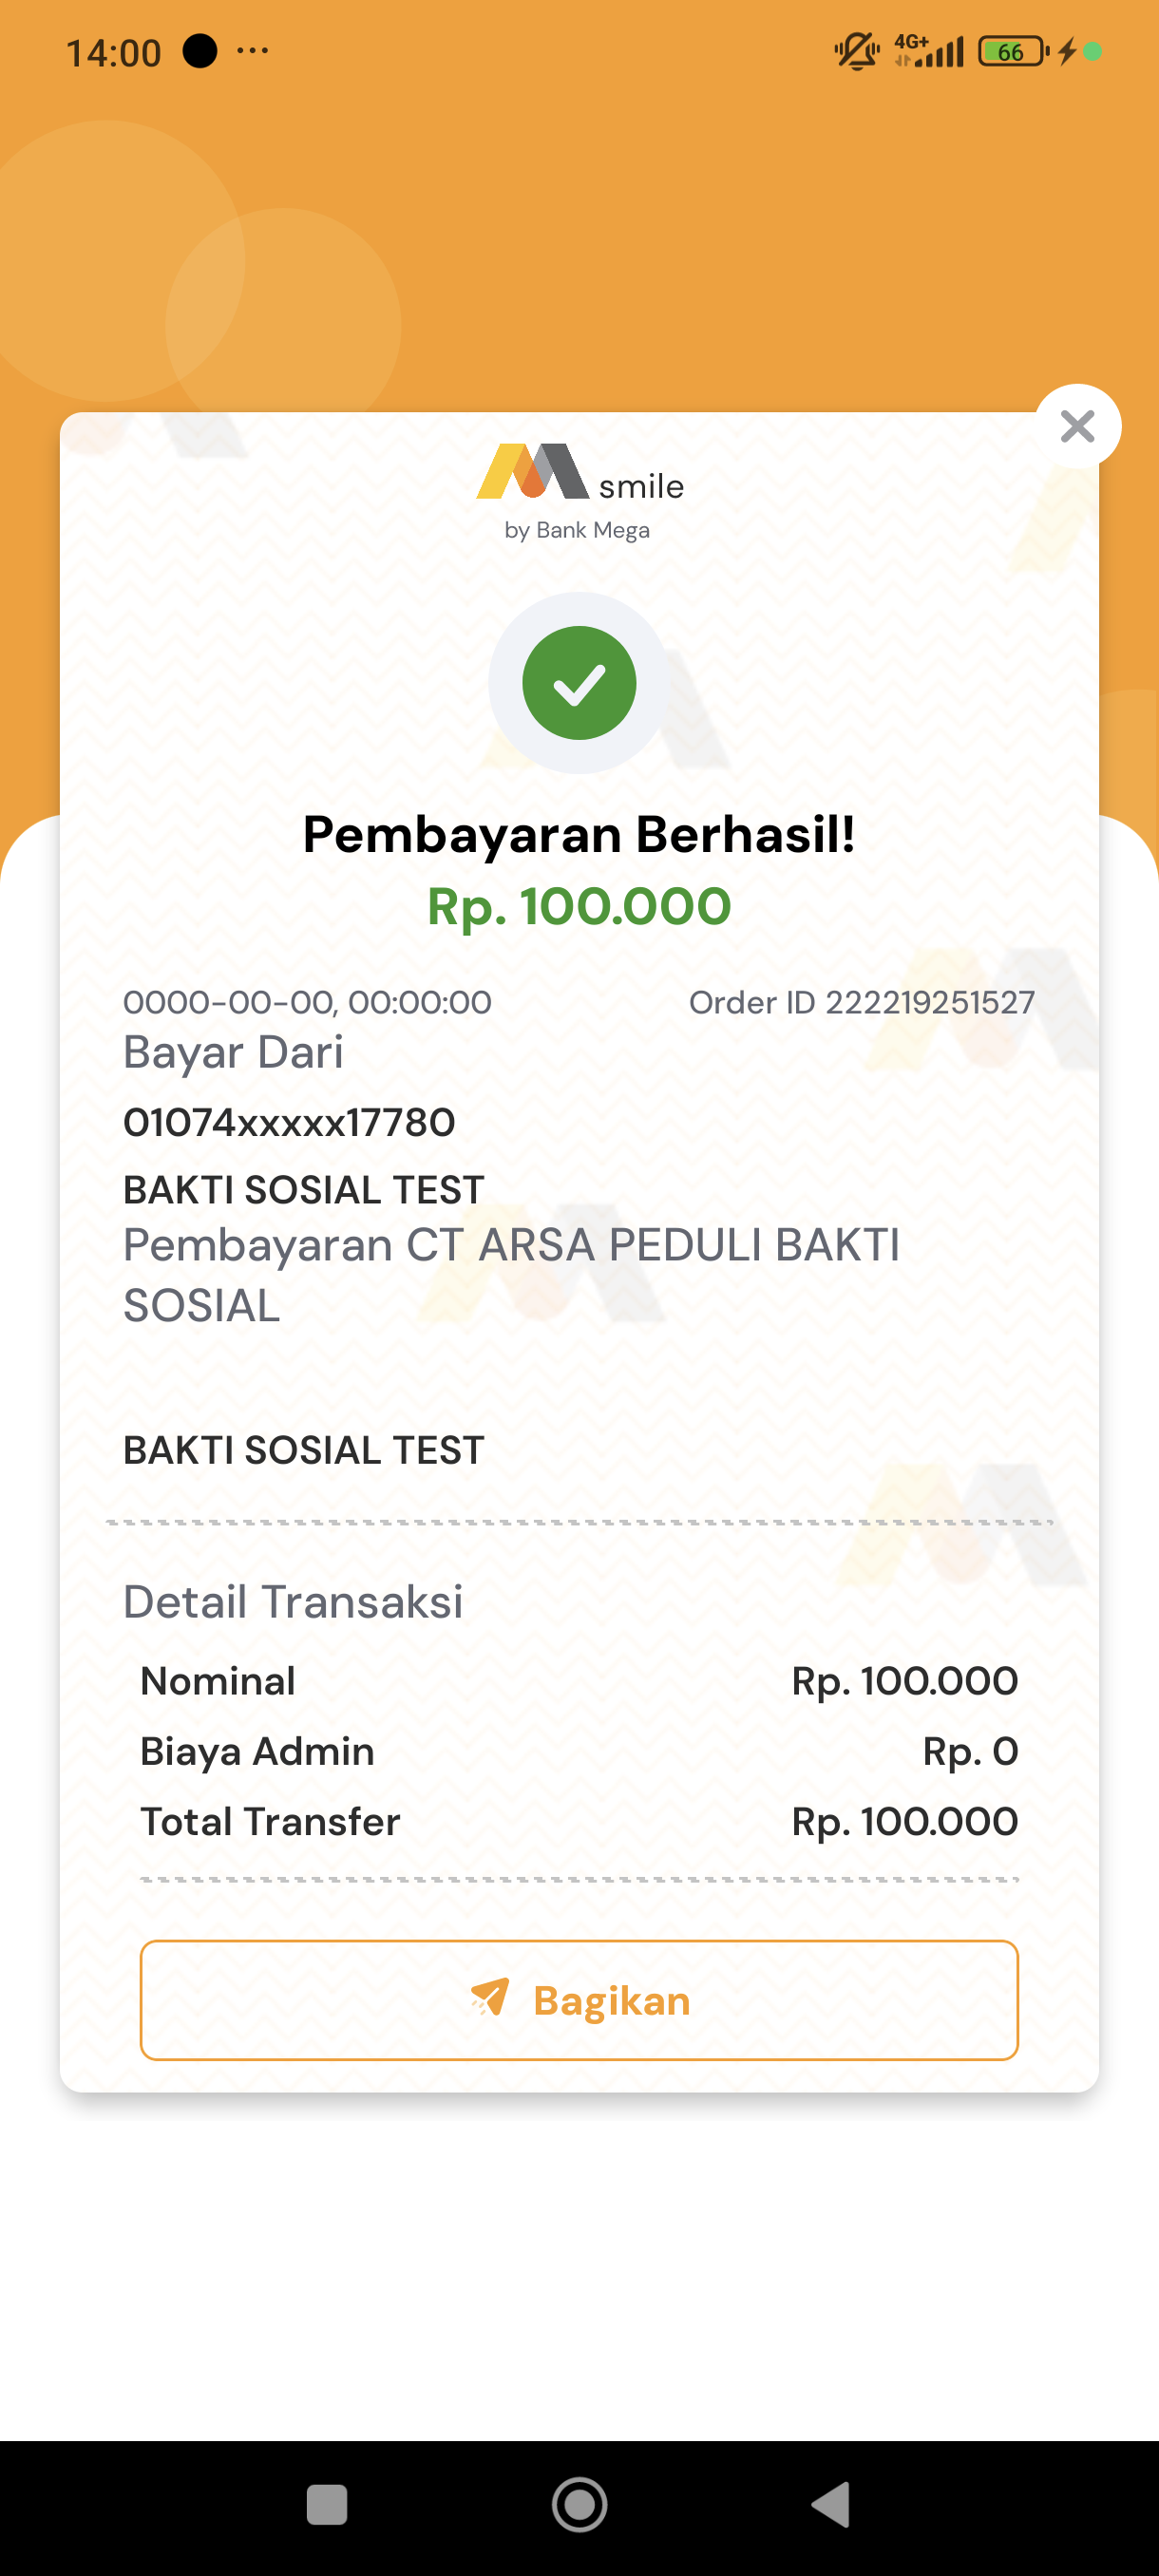 14:00
4G+
66
smile
by Bank Mega
Pembayaran Berhasil!
Rp. 100.000
0000-00-00, 00:00:00 Order ID 222219251527
Bayar Dari
01074xxxxx17780
BAKTI SOSIAL TEST
Pembayaran CT ARSA PEDULI BAKTI
SOSIAL
BAKTI SOSIAL TEST
Detail Transaksi
Nominal Rp. 100.000
Biaya Admin Rp. 0
Total Transfer Rp. 100.000
Bagikan